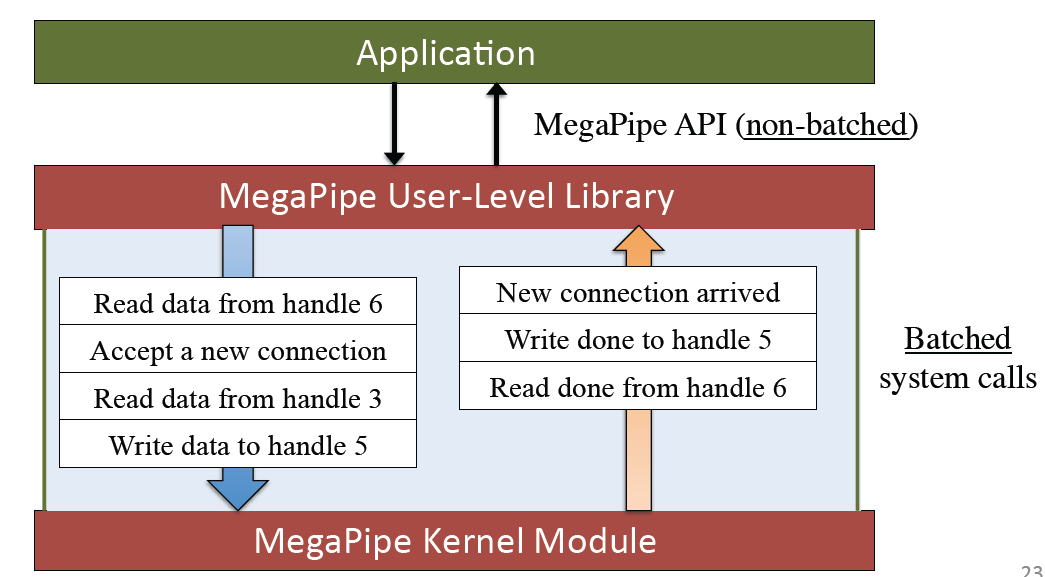 Application
MegaPipe API (non-batched)
MegaPipe User-Level Library
Read data from handle 6
Accept a new connection
Read data from handle 3
Write data to handle 5
New connection arrived
Write done to handle 5
Read done from handle 6
Batched
system calls
MegaPipe Kernel Module
23